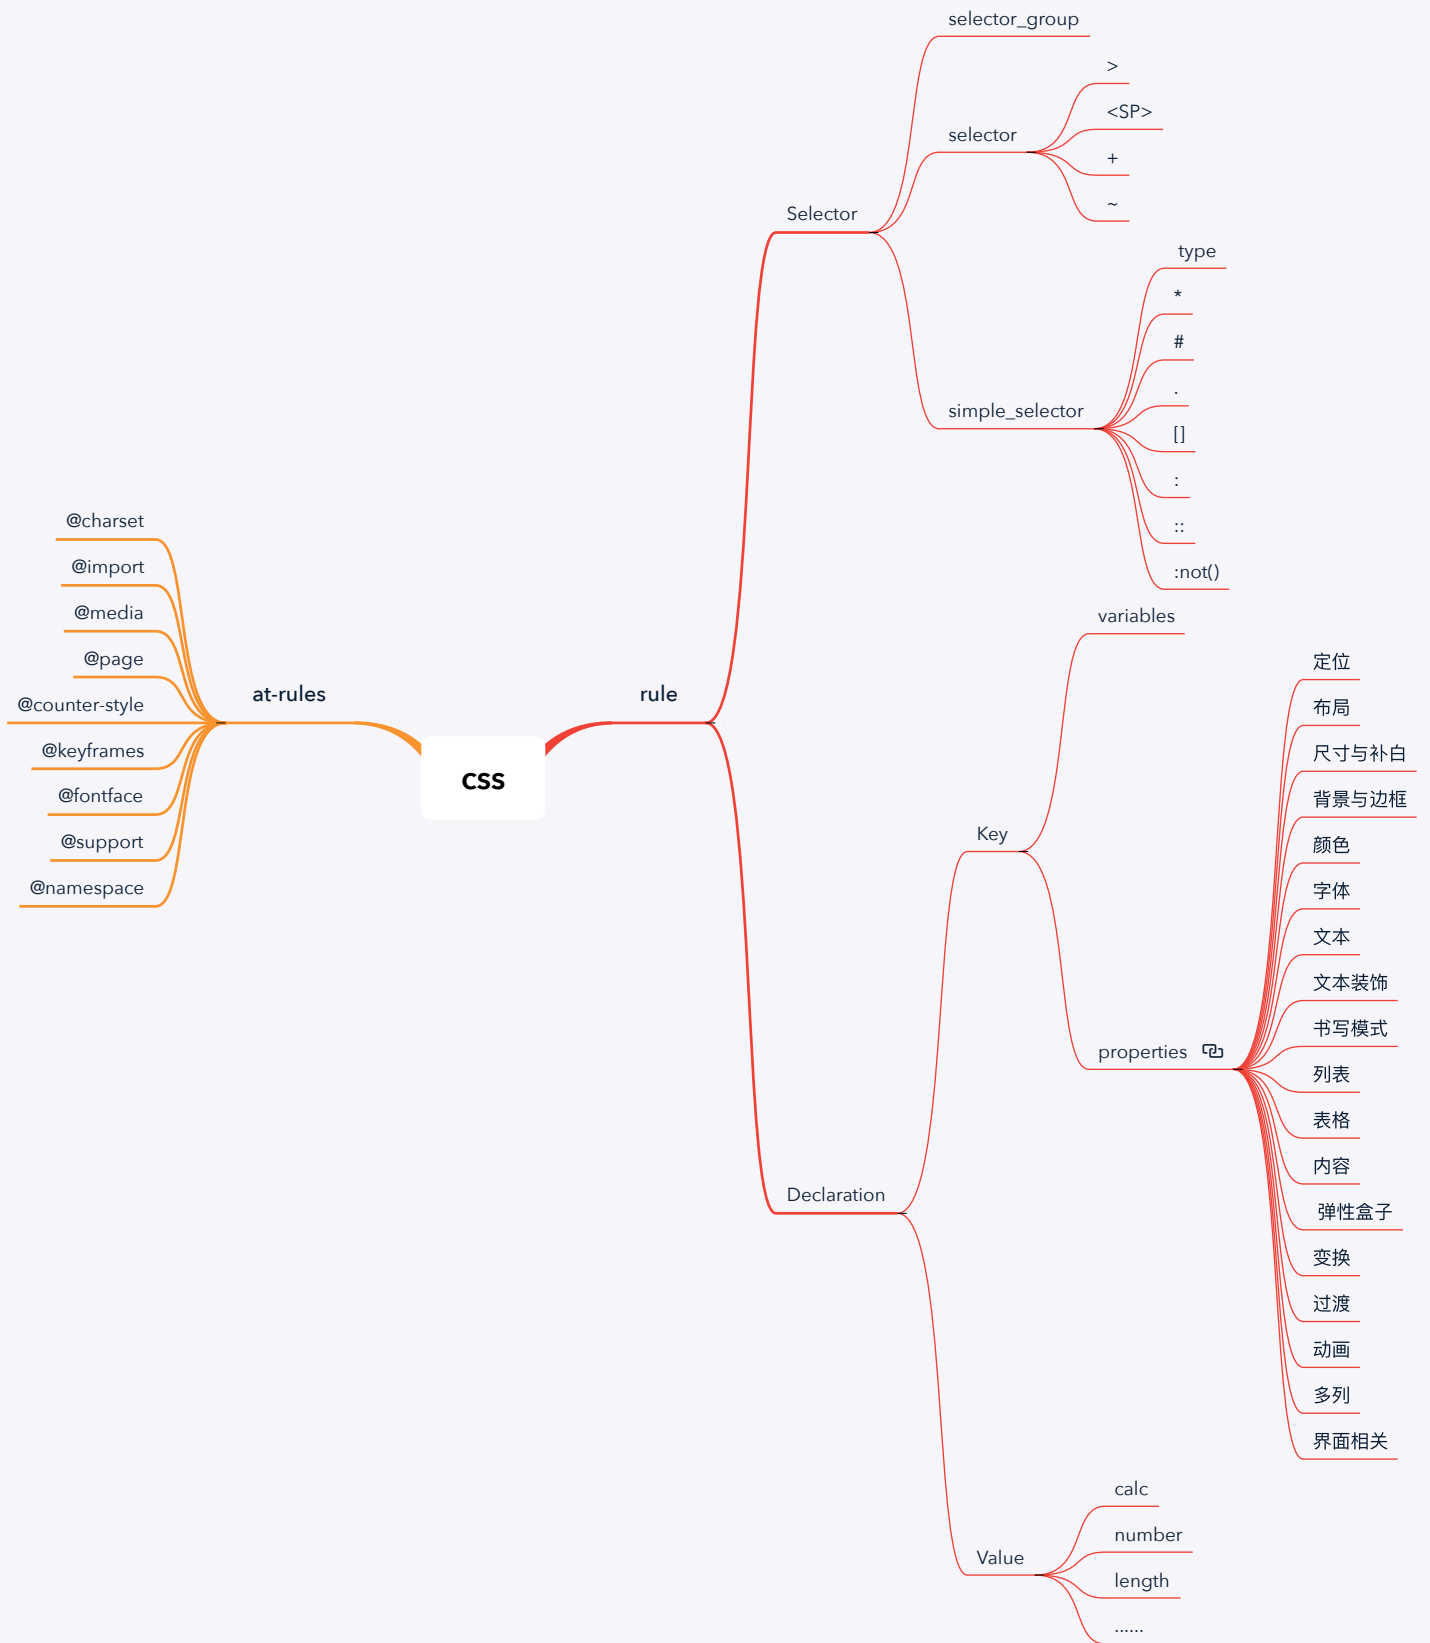 CSS
at-rules
@charset
@import
@media
@page
@counter-style
@keyframes
@fontface
@support
@namespace
rule
Selector
selector_group
selector
>
<SP>
+
~
simple_selector
type
*
#
.
[]
:
::
:not()
Declaration
Key
variables
properties
定位
布局
尺寸与补白
背景与边框
颜色
字体
文本
文本装饰
书写模式
列表
表格
内容
弹性盒子
变换
过渡
动画
多列
界面相关
Value
calc
number
length
......